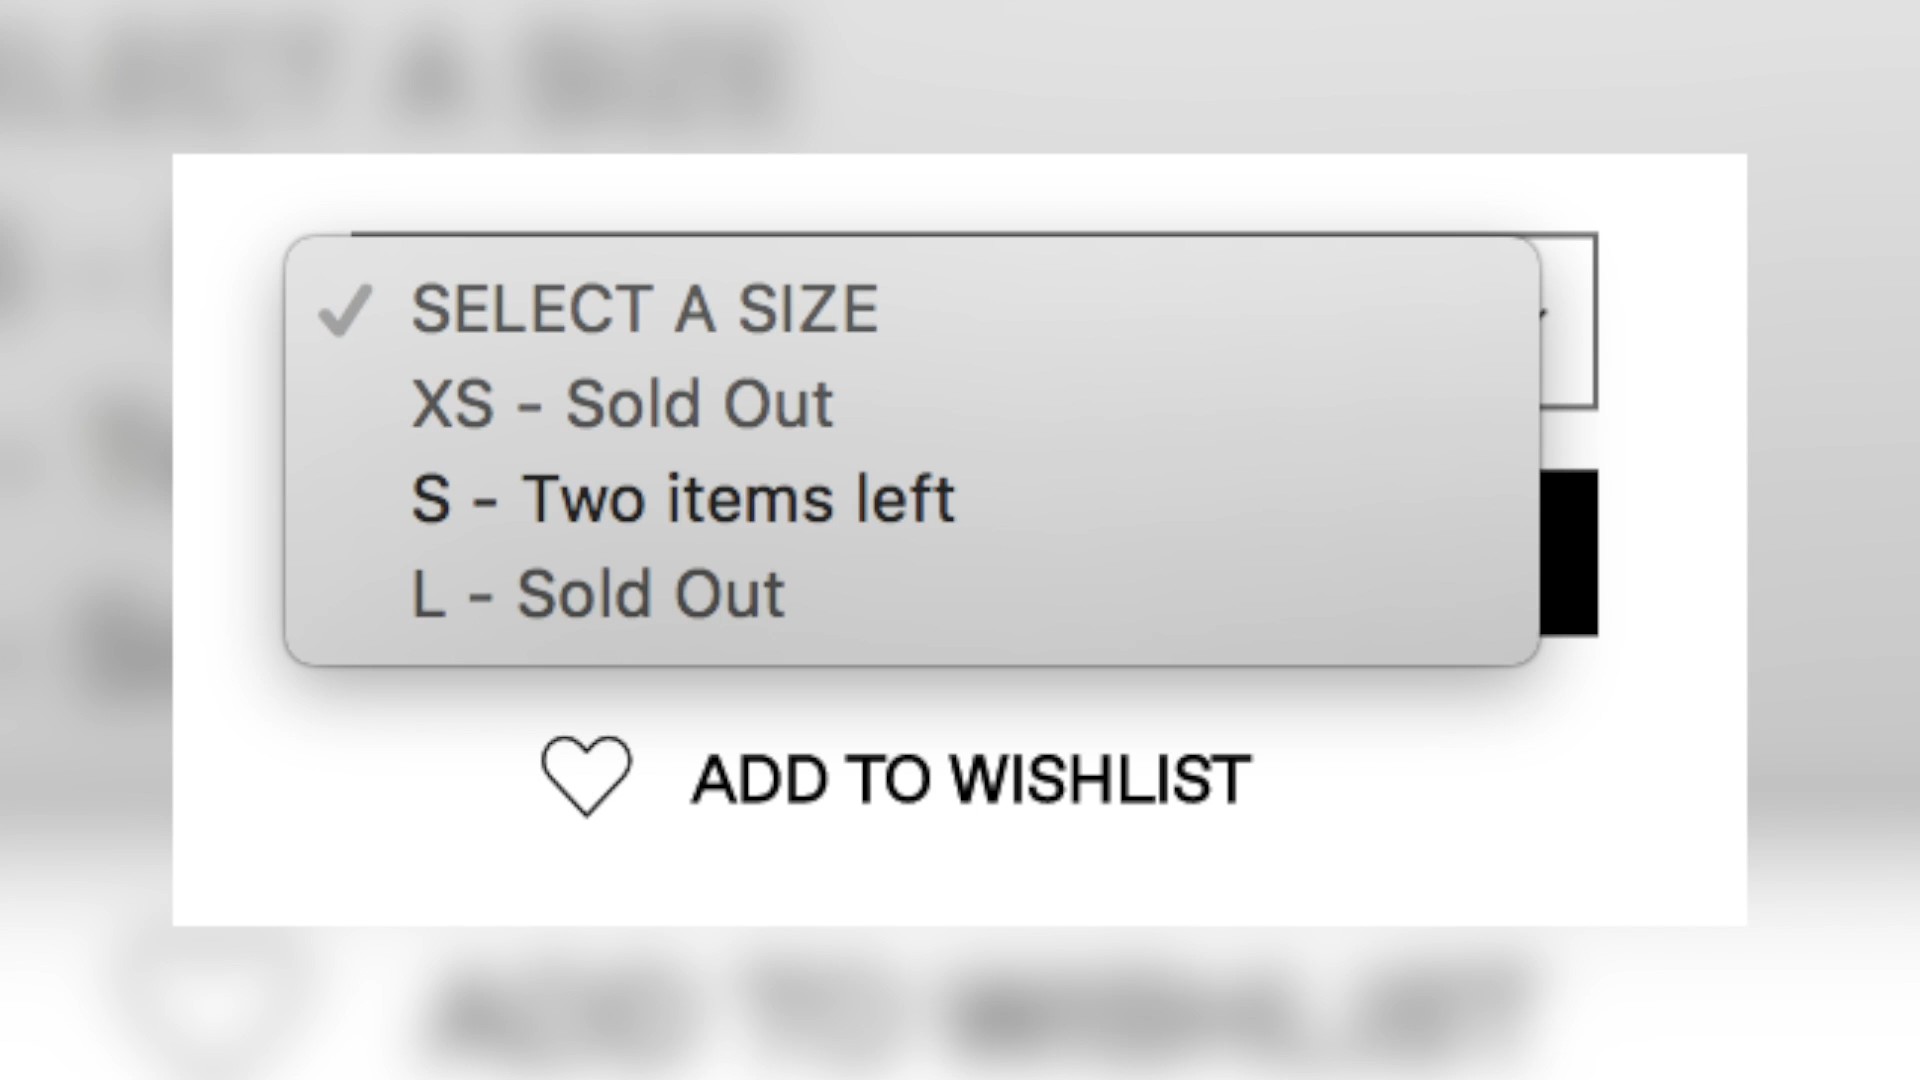 SELECT A SIZE
XS - Sold Out
S - Two items left
L - Sold Out
ADD TO WISHLIST